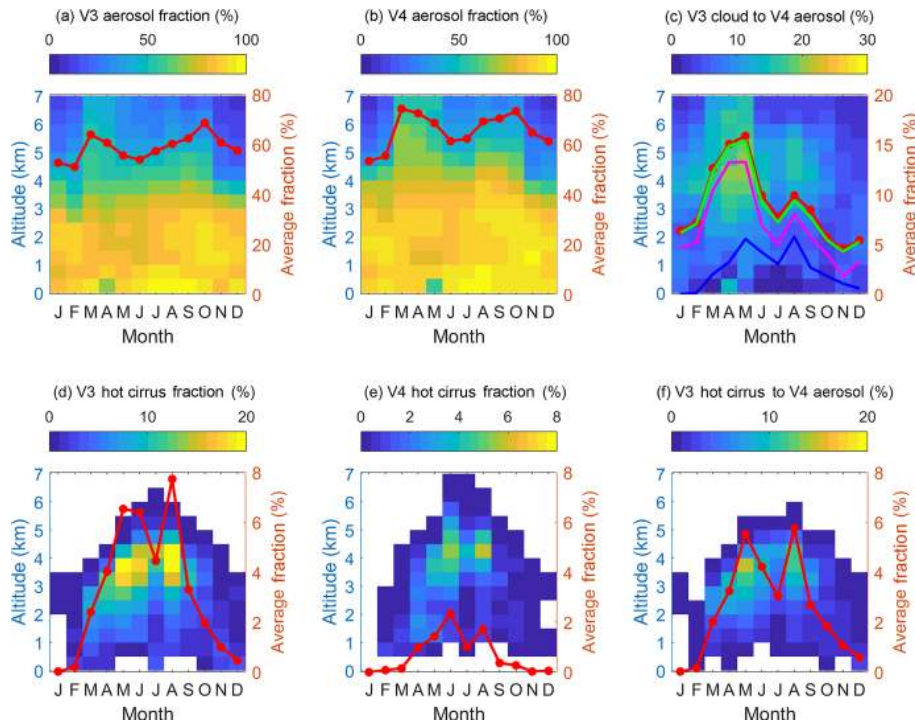 (a) V3 aerosol fraction (%)
(b) V4 aerosol fraction (%)
(c) V3 cloud to V4 aerosol (%)
0 50 100
0 50 100
0 10 20 30
7 6 5 4 3 2 1 0
Altitude (km)
80 60 40 20 0
Average fraction (%)
J F M A M J J A S O N D
Month
7 6 5 4 3 2 1 0
Altitude (km)
80 60 40 20 0
Average fraction (%)
J F M A M J J A S O N D
Month
7 6 5 4 3 2 1 0
Altitude (km)
20 15 10 5 0
Average fraction (%)
J F M A M J J A S O N D
Month
(d) V3 hot cirrus fraction (%)
(e) V4 hot cirrus fraction (%)
(f) V3 hot cirrus to V4 aerosol (%)
0 10 20
0 2 4 6 8
0 10 20
7 6 5 4 3 2 1 0
Altitude (km)
8 6 4 2 0
Average fraction (%)
J F M A M J J A S O N D
Month
7 6 5 4 3 2 1 0
Altitude (km)
8 6 4 2 0
Average fraction (%)
J F M A M J J A S O N D
Month
7 6 5 4 3 2 1 0
Altitude (km)
8 6 4 2 0
Average fraction (%)
J F M A M J J A S O N D
Month